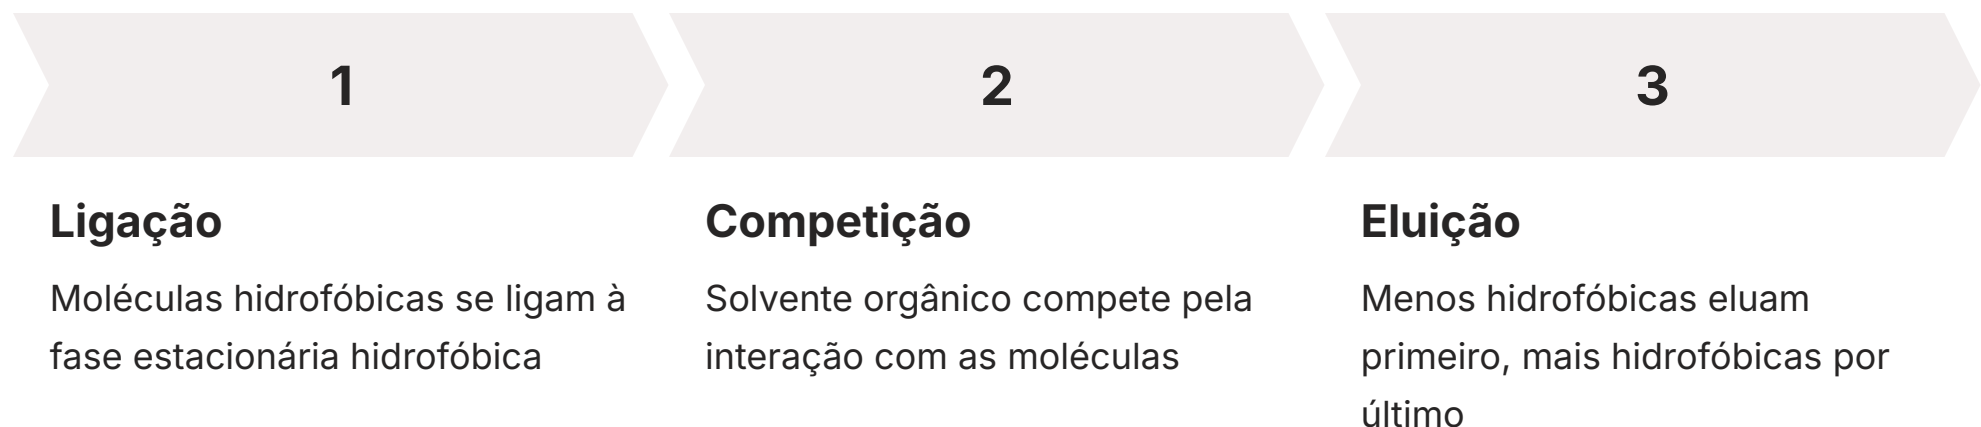 1
2
3
Ligação
Moléculas hidrofóbicas se ligam à
fase estacionária hidrofóbica
Competição
Solvente orgânico compete pela
interação com as moléculas
Eluição
Menos hidrofóbicas eluam
primeiro, mais hidrofóbicas por
último